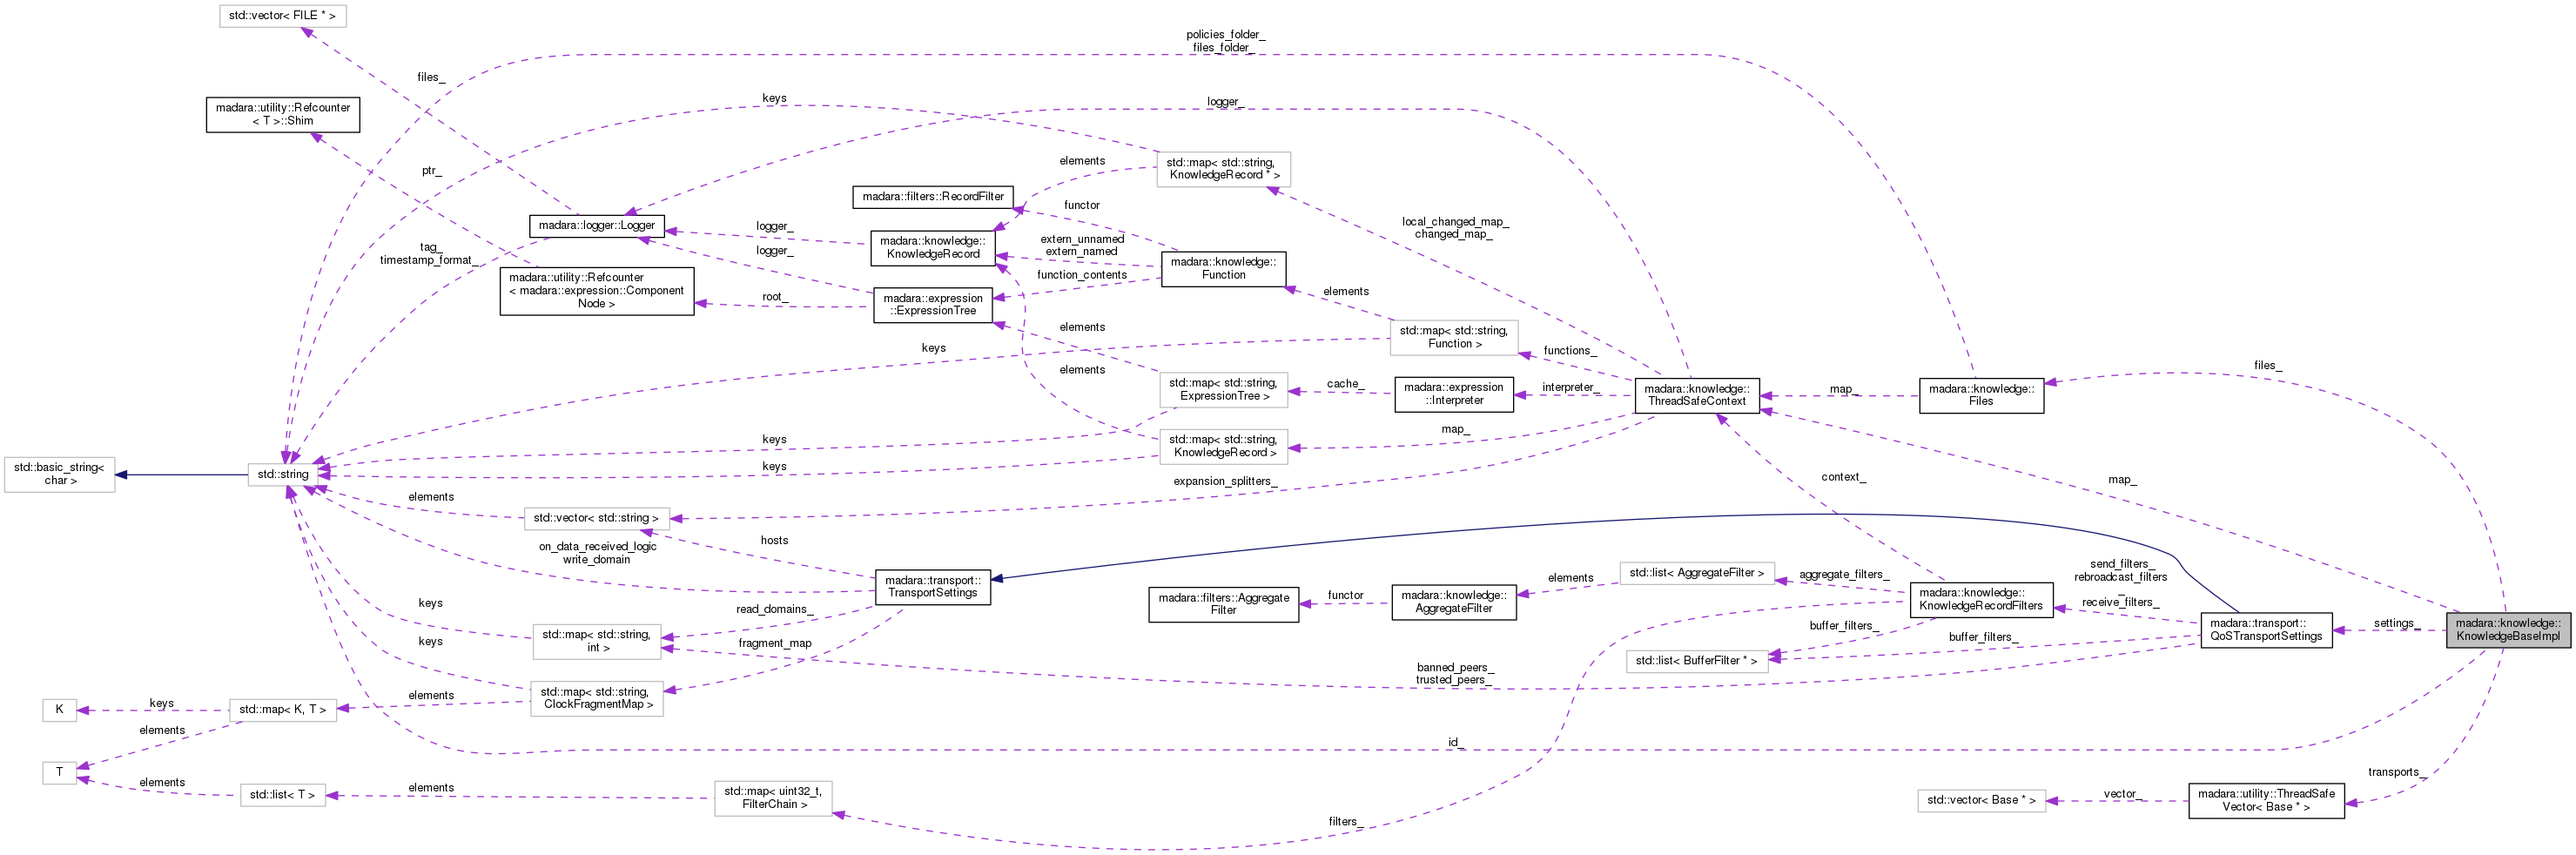 std::vector< FILE * >
policies_folder_
files_folder_
files_
keys
logger_
madara::utility::Refcounter
< T >::Shim
ptr_
elements
std::map< std::string,
KnowledgeRecord * >
madara::filters::RecordFilter
functor
madara::logger::Logger
logger_
madara::knowledge::
KnowledgeRecord
extern_unnamed
extern_named
local_changed_map_
changed_map_
tag_
timestamp_format_
logger_
madara::knowledge::
Function
function_contents
madara::utility::Refcounter
< madara::expression::Component
Node >
root_
madara::expression
::ExpressionTree
elements
elements
std::map< std::string,
Function >
functions_
keys
elements
std::map< std::string,
ExpressionTree >
cache_
madara::expression
::Interpreter
interpreter_
madara::knowledge::
ThreadSafeContext
map_
madara::knowledge::
Files
files_
keys
std::map< std::string,
KnowledgeRecord >
map_
keys
std::basic_string<
char >
std::string
expansion_splitters_
context_
map_
elements
std::vector< std::string >
hosts
on_data_received_logic
write_domain
madara::transport::
TransportSettings
read_domains_
std::list< AggregateFilter >
aggregate_filters_
elements
madara::filters::Aggregate
Filter
functor
madara::knowledge::
AggregateFilter
madara::knowledge::
KnowledgeRecordFilters
send_filters_
rebroadcast_filters
_
receive_filters_
madara::transport::
QoSTransportSettings
settings_
madara::knowledge::
KnowledgeBaseImpl
keys
std::map< std::string,
int >
fragment_map
buffer_filters_
buffer_filters_
std::list< BufferFilter * >
banned_peers_
trusted_peers_
keys
elements
std::map< std::string,
ClockFragmentMap >
K
keys
std::map< K, T >
elements
id_
T
elements
std::list< T >
elements
std::map< uint32_t,
FilterChain >
filters_
transports_
std::vector< Base * >
vector_
madara::utility::ThreadSafe
Vector< Base * >